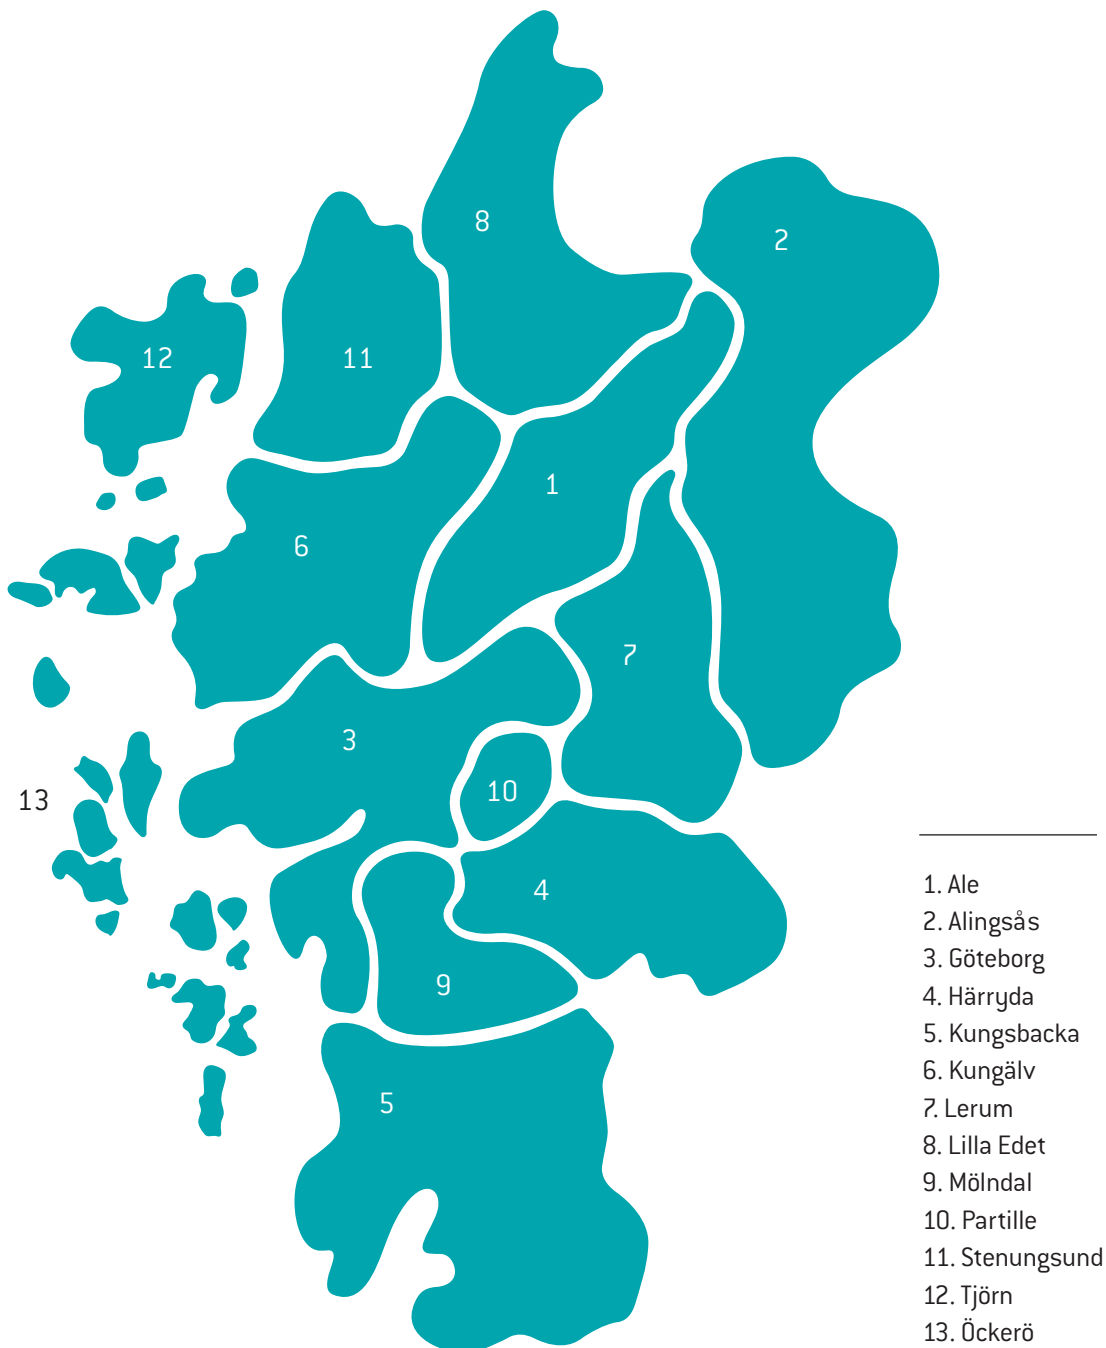 8
2
12
11
1
6
7
3
10
13
4
9
5
1. Ale
2. Alingsås
3. Göteborg
4. Härryda
5. Kungsbacka
6. Kungälv
7. Lerum
8. Lilla Edet
9. Mölndal
10. Partille
11. Stenungsund
12. Tjörn
13. Öckerö